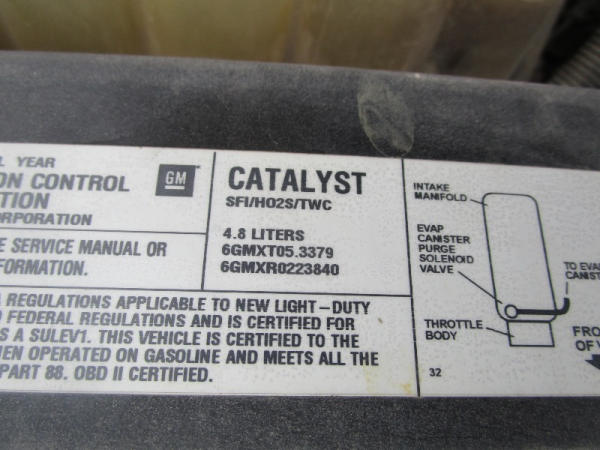 L YEAR
ON CONTROL
TION
ORPORATION
GM
E SERVICE MANUAL OR
FORMATION.
CATALYST
SFI/HO2S/TWC
4.8 LITERS
6GMXT05.3379
6GMXR0223840
A REGULATIONS APPLICABLE TO NEW LIGHT-DUTY
D FEDERAL REGULATIONS AND IS CERTIFIED FOR
S A SULEV1. THIS VEHICLE IS CERTIFIED TO THE
HEN OPERATED ON GASOLINE AND MEETS ALL THE
PART 88. OBD II CERTIFIED.
INTAKE
MANIFOLD
EVAP
CANISTER
PURGE
SOLENOID
VALVE
TO EVAP
CANIST
THROTTLE
BODY
FRO
OF V
32